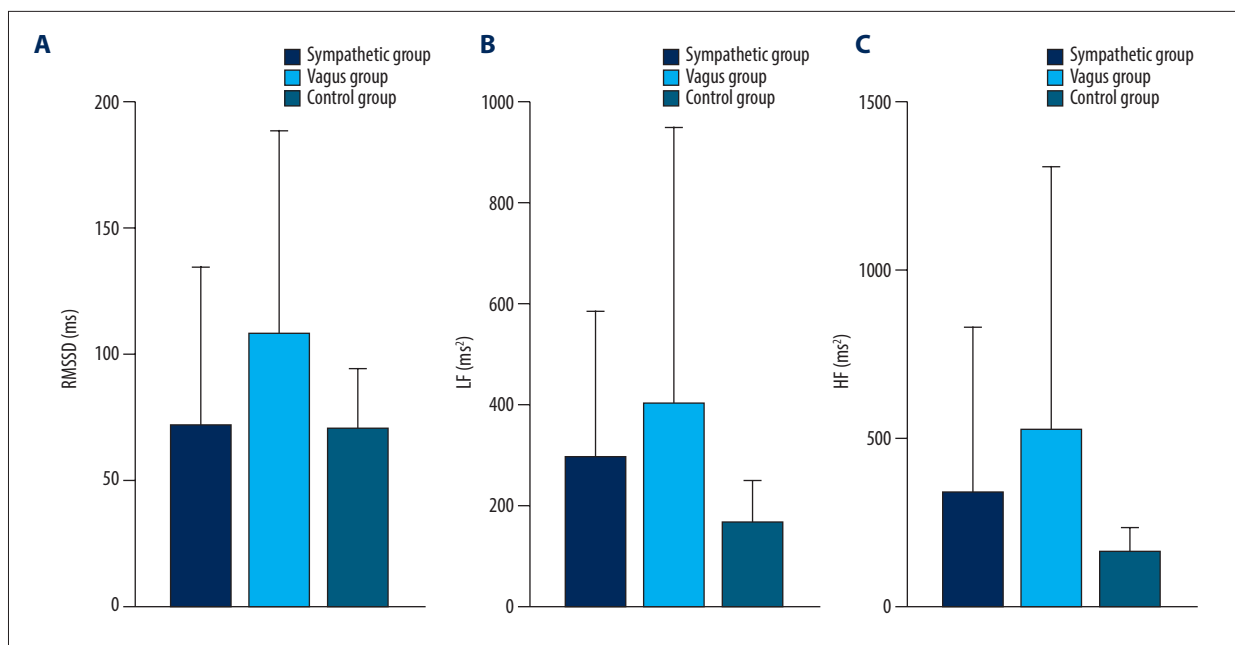 A
Sympathetic group
Vagus group
Control group
200
150
100
50
0
RMSSD (ms)
B
Sympathetic group
Vagus group
Control group
1000
800
600
400
200
0
LF (ms²)
C
Sympathetic group
Vagus group
Control group
1500
1000
500
0
HF (ms²)